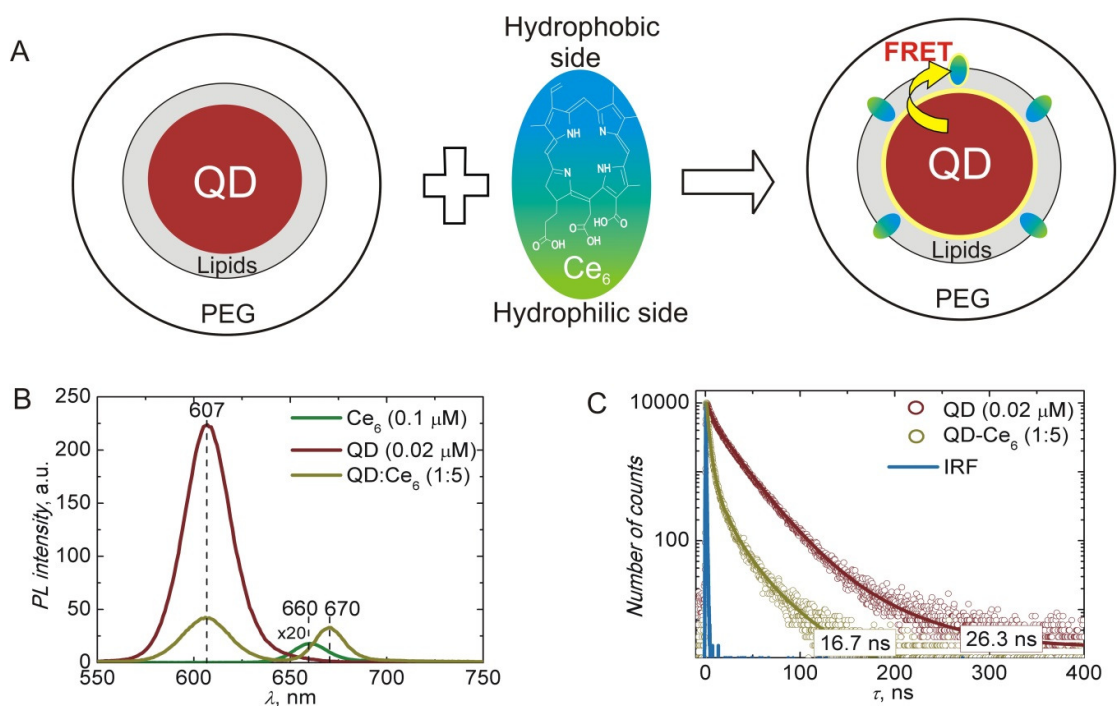 A
QD
Lipids
PEG
Hydrophobic
side
NH
N
N
HN
HO
O
O
OH
O
OH
Ce₆
Hydrophilic side
FRET
QD
Lipids
PEG
B
PL intensity, a.u.
250
200
150
100
50
0
607
Ce₆ (0.1 μM)
QD (0.02 μM)
QD:Ce₆ (1:5)
660 670
x20
550 600 650 700 750
λ, nm
C
Number of counts
10000
100
QD (0.02 μM)
QD-Ce₆ (1:5)
IRF
16.7 ns
26.3 ns
0 100 200 300 400
τ, ns